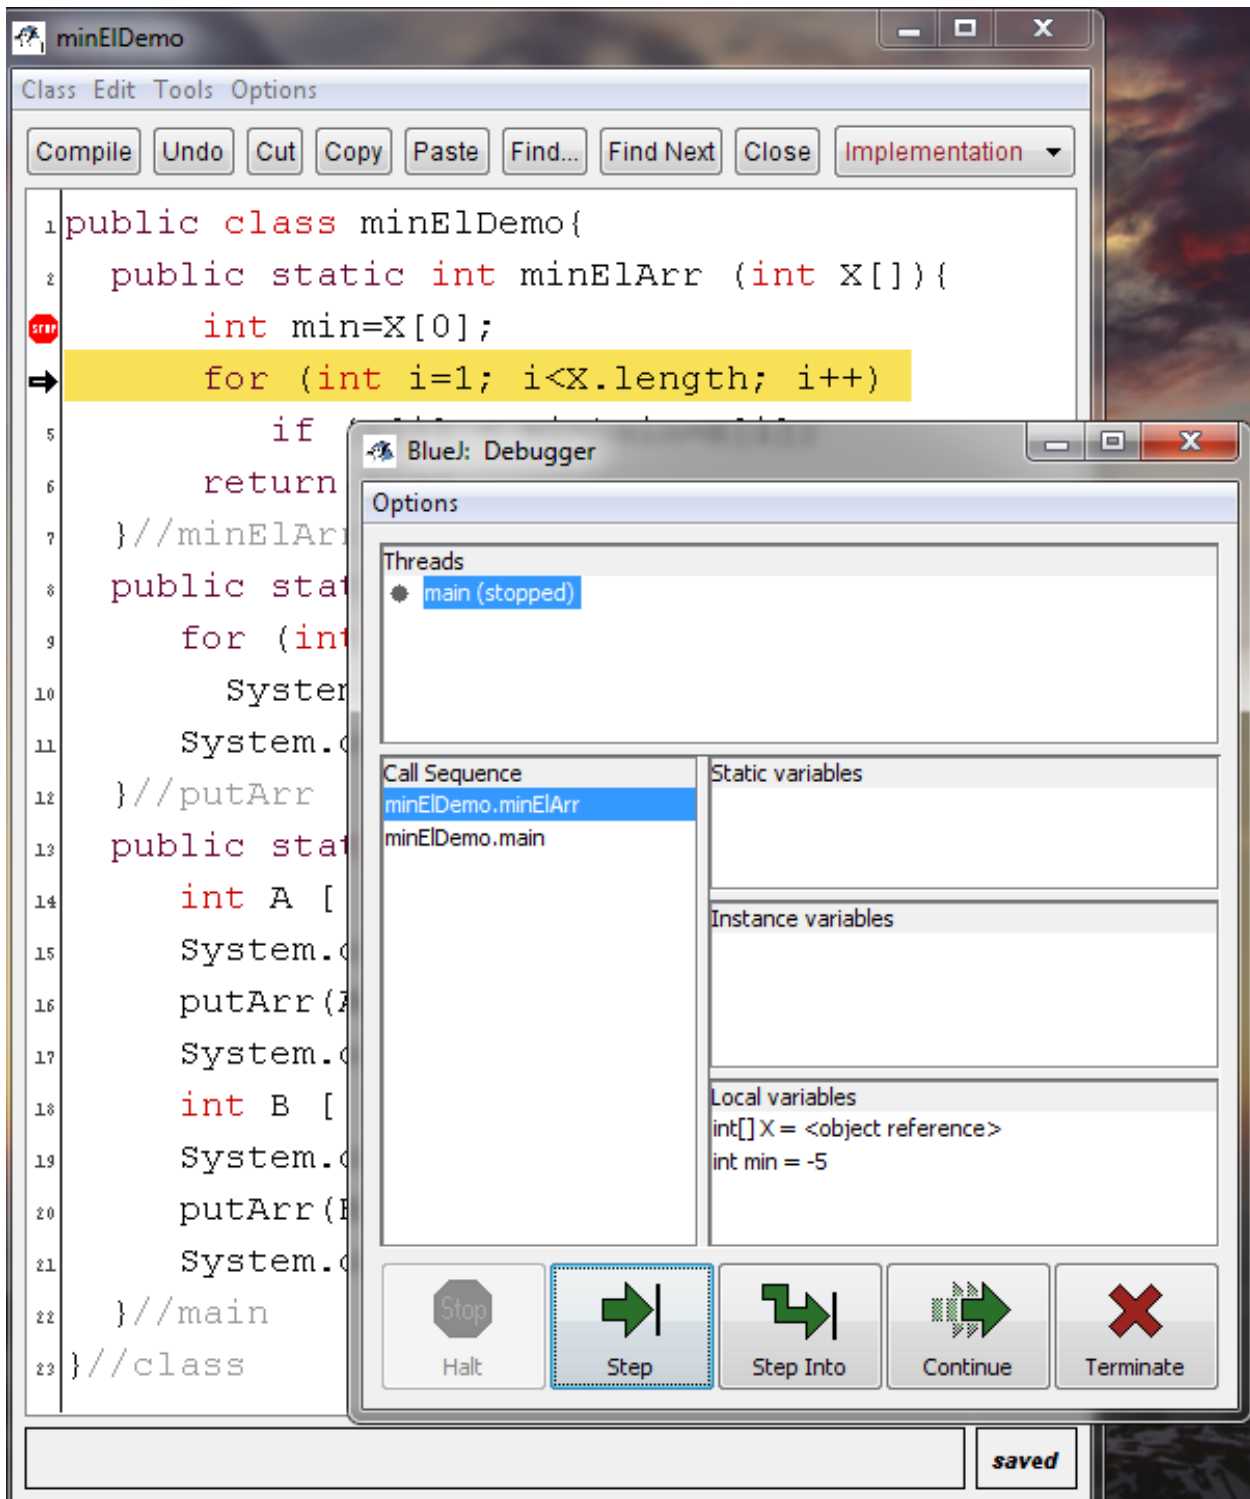 minElDemo
Class Edit Tools Options
Compile Undo Cut Copy Paste Find... Find Next Close Implementation
1 public class minElDemo{
2 public static int minElArr (int X[]){
STOP int min=X[0];
for (int i=1; i<X.length; i++)
5 if (
6 return
7 }//minElArr
8 public stat
9 for (int
10 System
11 System.o
12 }//putArr
13 public stat
14 int A [
15 System.o
16 putArr(A
17 System.o
18 int B [
19 System.o
20 putArr(B
21 System.o
22 }//main
23 }//class
saved
BlueJ: Debugger
Options
Threads
main (stopped)
Call Sequence
minElDemo.minElArr
minElDemo.main
Static variables
Instance variables
Local variables
int[] X = <object reference>
int min = -5
Stop
Halt Step Step Into Continue Terminate